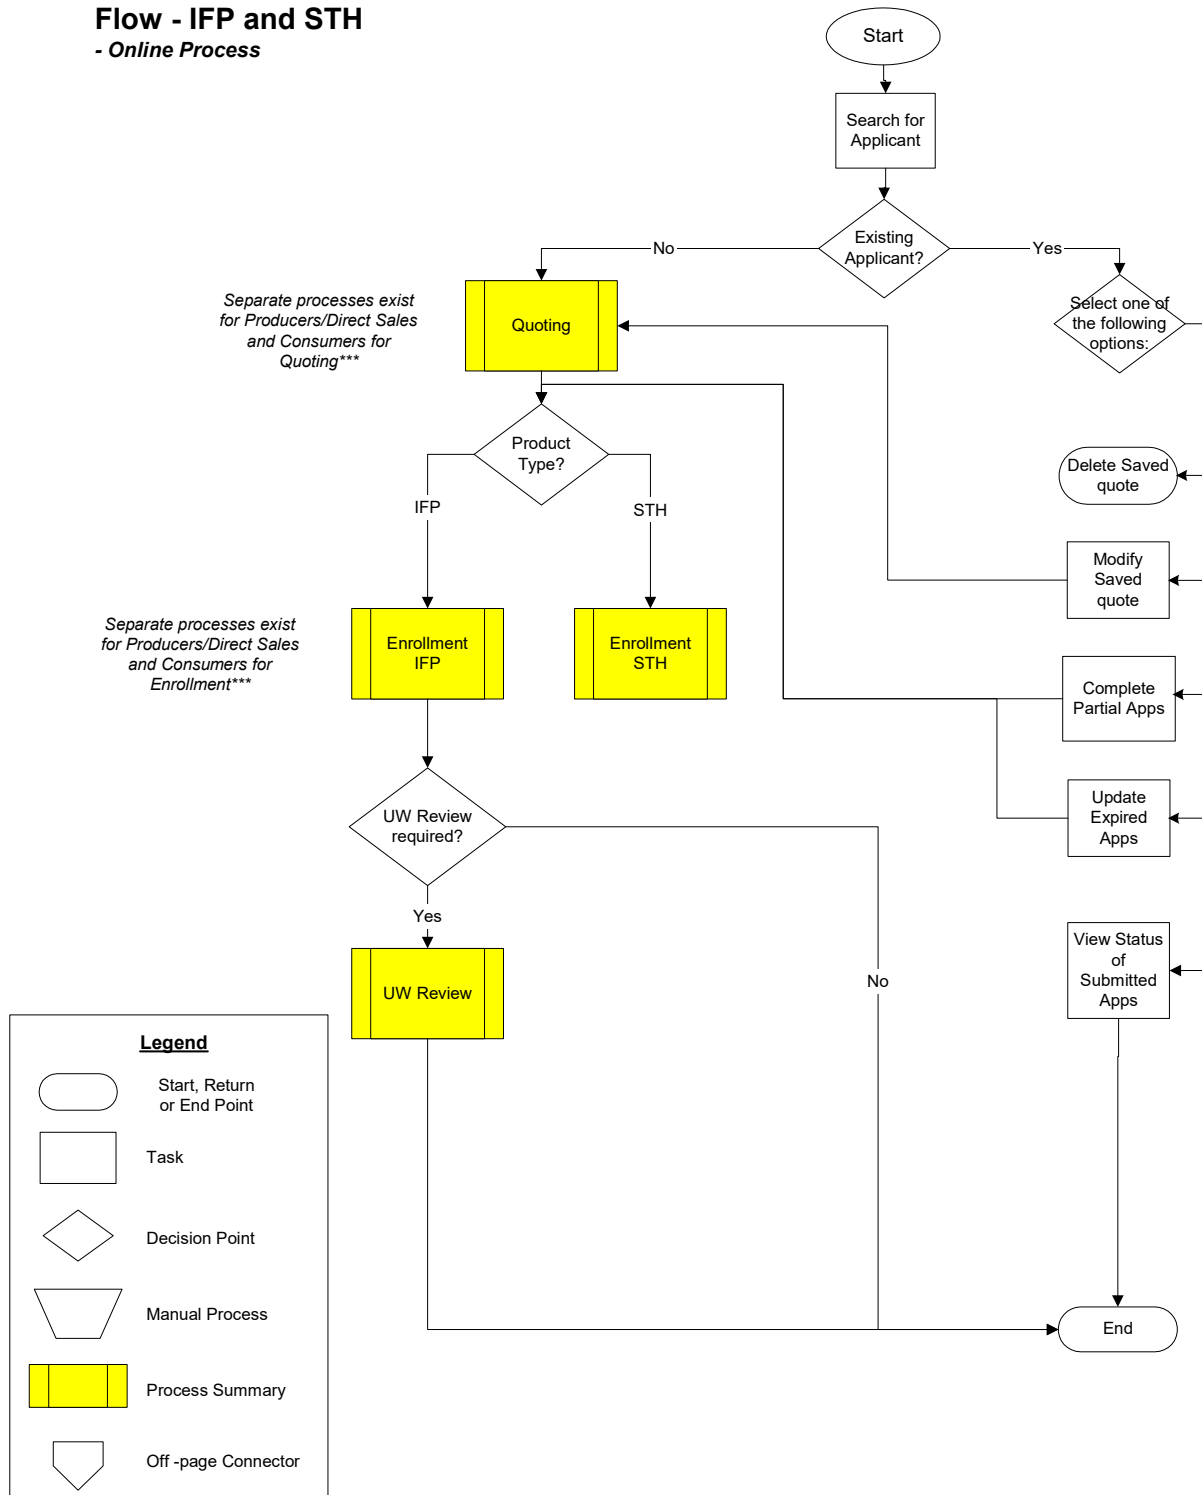 Flow - IFP and STH
- Online Process
Start
Search for
Applicant
Existing
Applicant?
No
Yes
Select one of
the following
options:
Separate processes exist
for Producers/Direct Sales
and Consumers for
Quoting***
Quoting
Product
Type?
IFP
STH
Delete Saved
quote
Modify
Saved
quote
Separate processes exist
for Producers/Direct Sales
and Consumers for
Enrollment***
Enrollment
IFP
Enrollment
STH
Complete
Partial Apps
Update
Expired
Apps
UW Review
required?
Yes
No
UW Review
View Status
of
Submitted
Apps
End
Legend
Start, Return
or End Point
Task
Decision Point
Manual Process
Process Summary
Off -page Connector